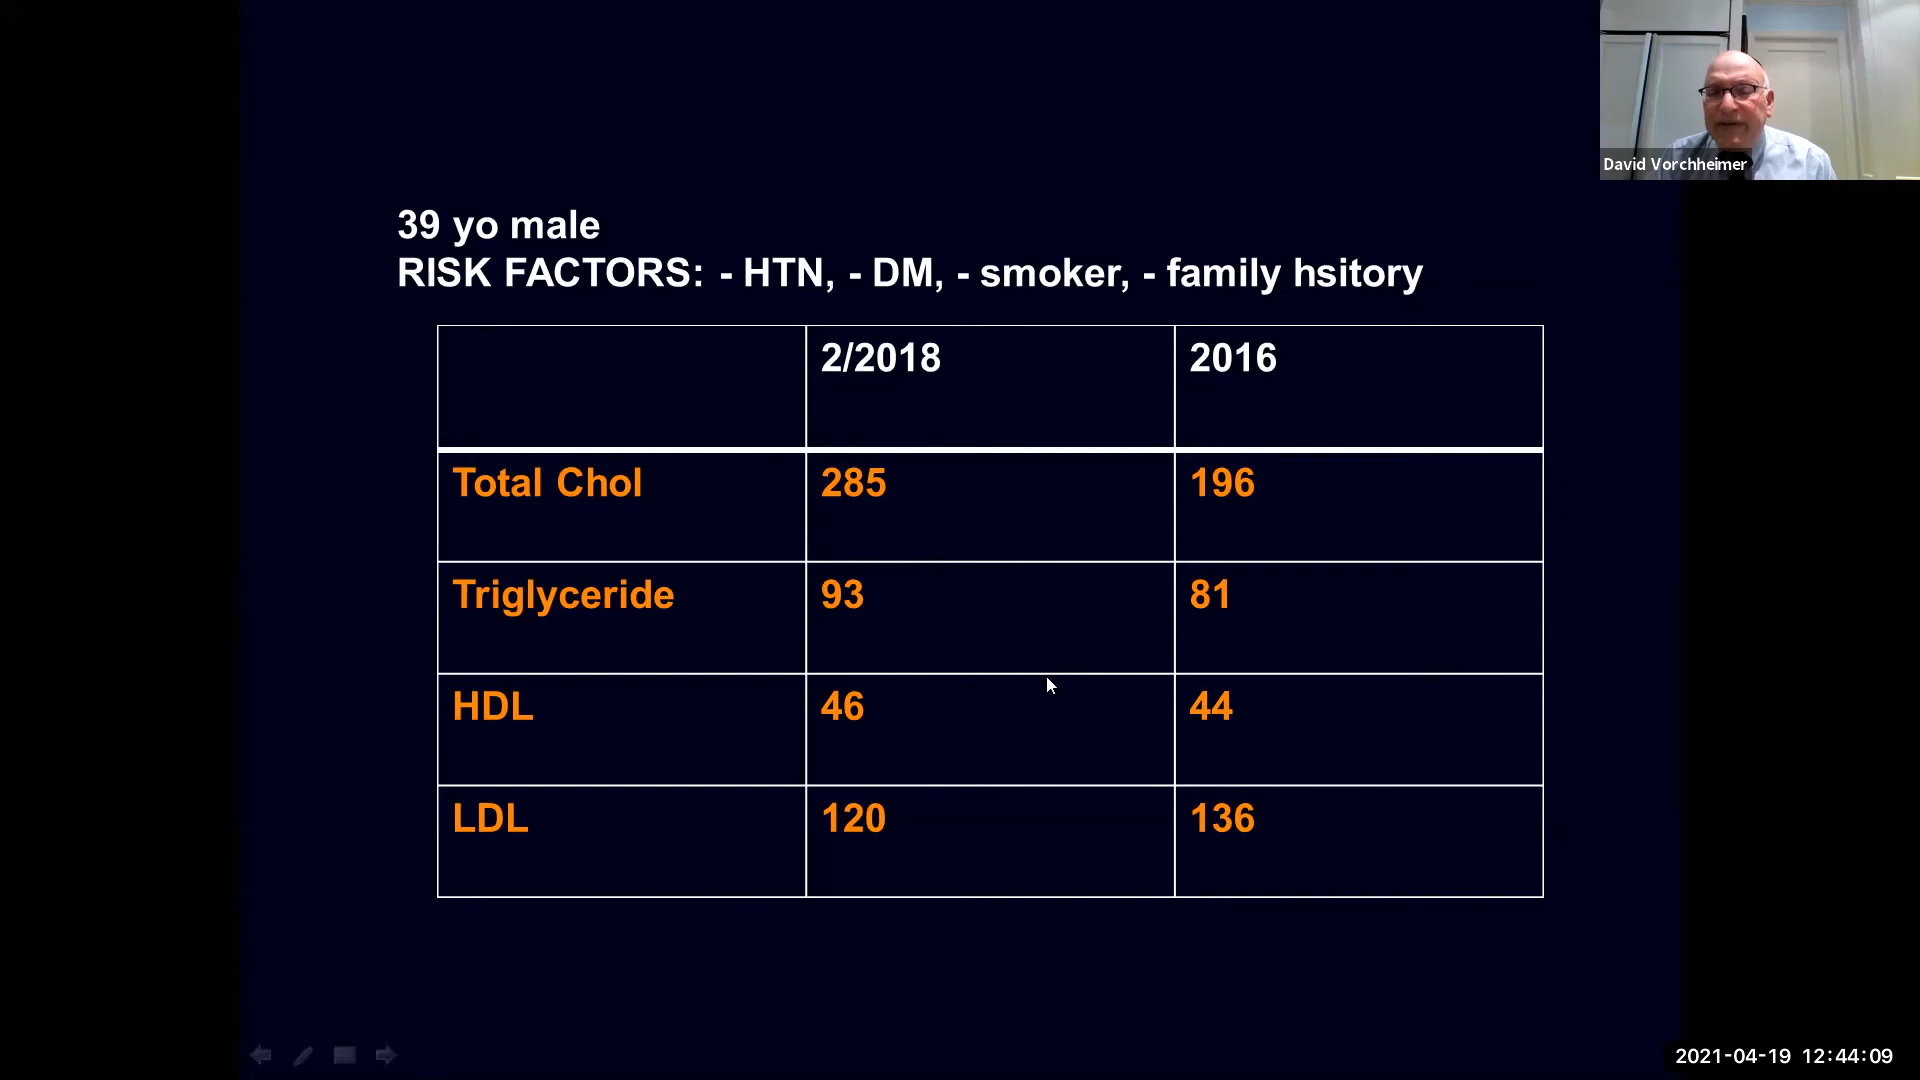 David Vorchheimer
39 yo male
RISK FACTORS: - HTN, - DM, - smoker, - family hsitory
2/2018 2016
Total Chol 285 196
Triglyceride 93 81
HDL 46 44
LDL 120 136
2021-04-19 12:44:09